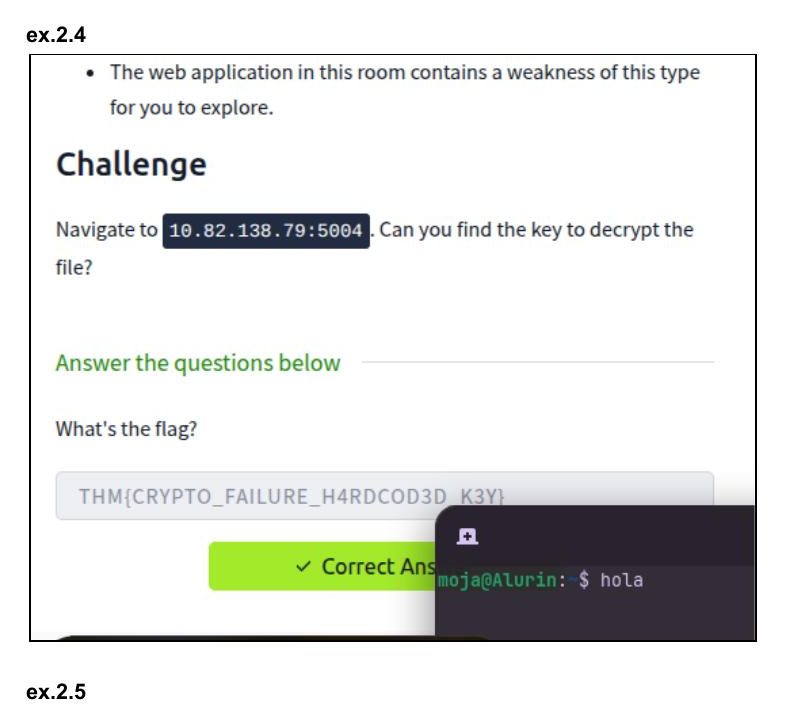 ex.2.4
• The web application in this room contains a weakness of this type
for you to explore.
Challenge
Navigate to 10.82.138.79:5004. Can you find the key to decrypt the
file?
Answer the questions below
What's the flag?
THM{CRYPTO_FAILURE_H4RDCOD3D_K3Y}
✓ Correct Ans
moja@Alurin:~$ hola
ex.2.5